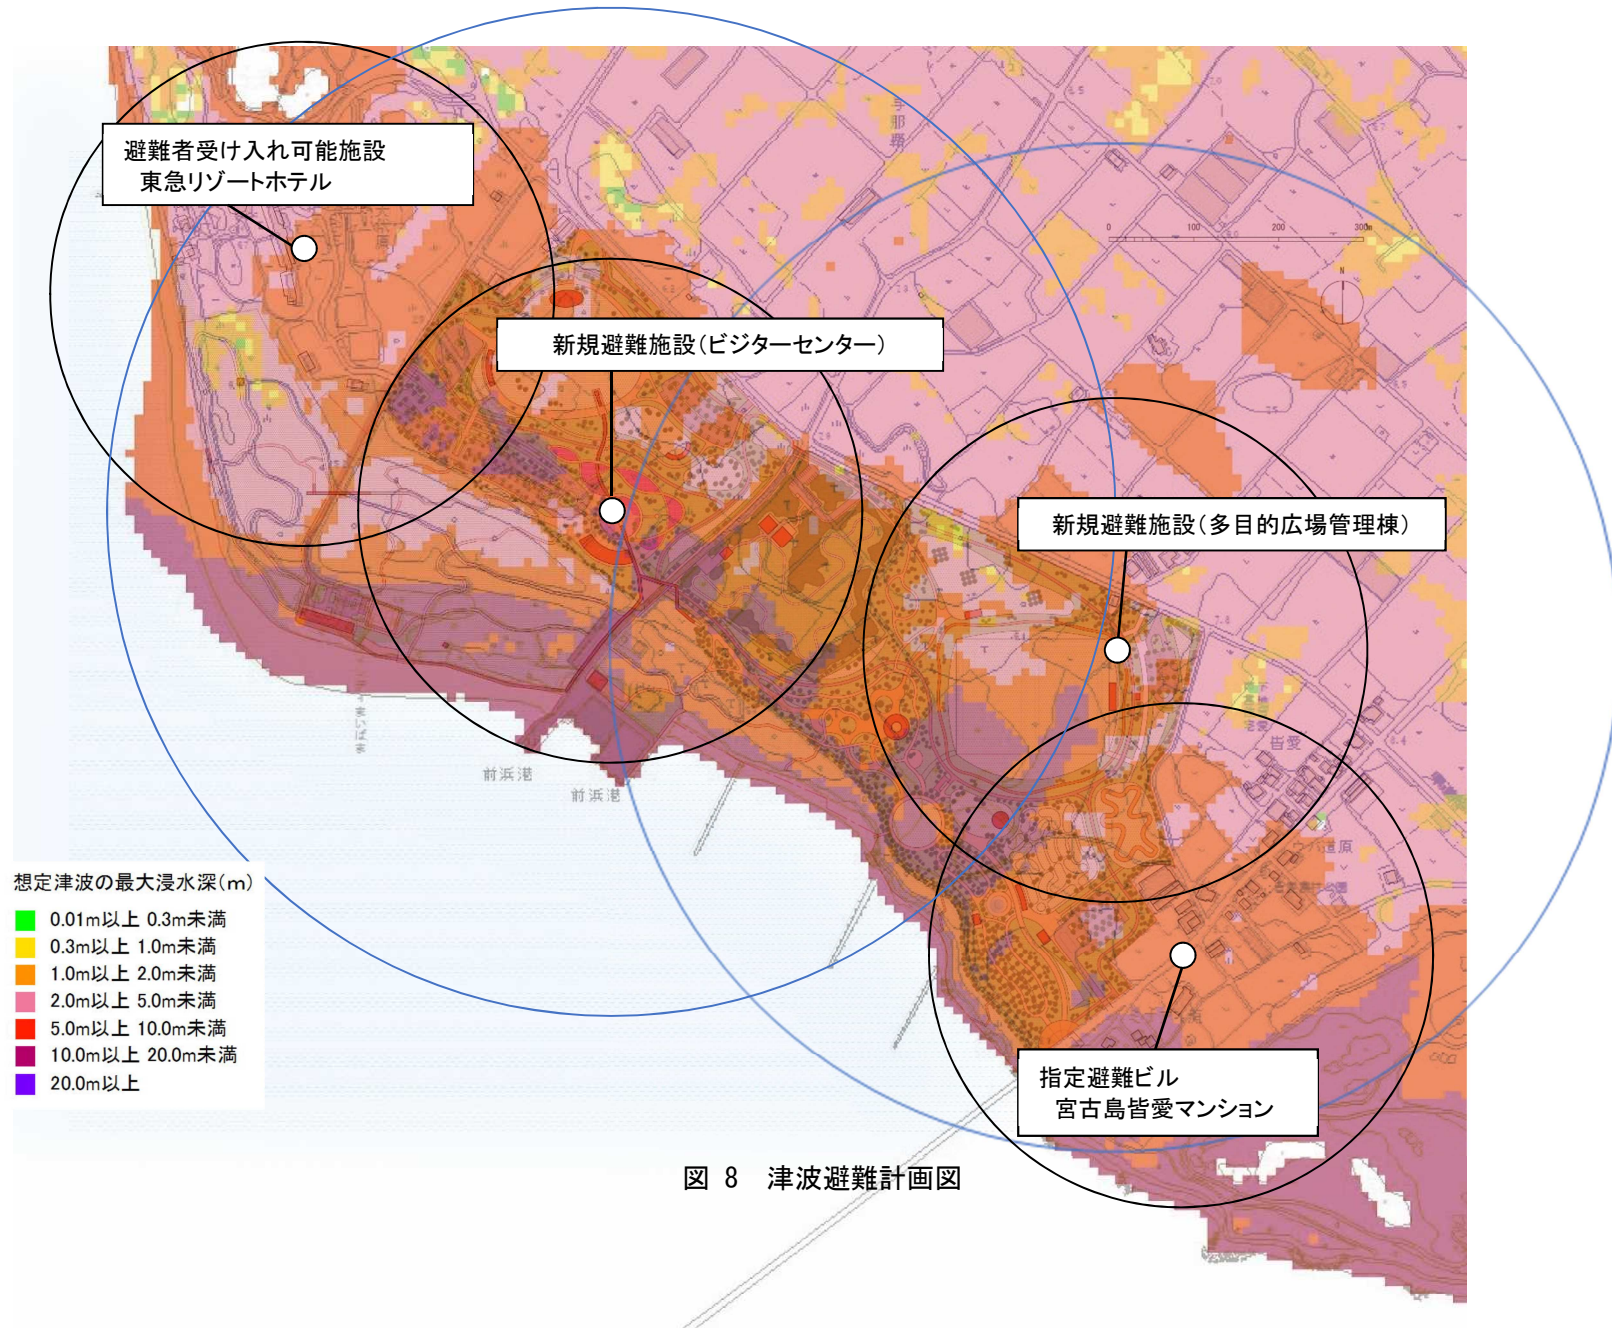 避難者受け入れ可能施設
東急リゾートホテル
与那覇
0 100 200 300m
N
新規避難施設(ビジターセンター)
新規避難施設(多目的広場管理棟)
皆愛
前浜港
前浜港
想定津波の最大浸水深(m)
0.01m以上 0.3m未満
0.3m以上 1.0m未満
1.0m以上 2.0m未満
2.0m以上 5.0m未満
5.0m以上 10.0m未満
10.0m以上 20.0m未満
20.0m以上
指定避難ビル
宮古島皆愛マンション
図 8 津波避難計画図